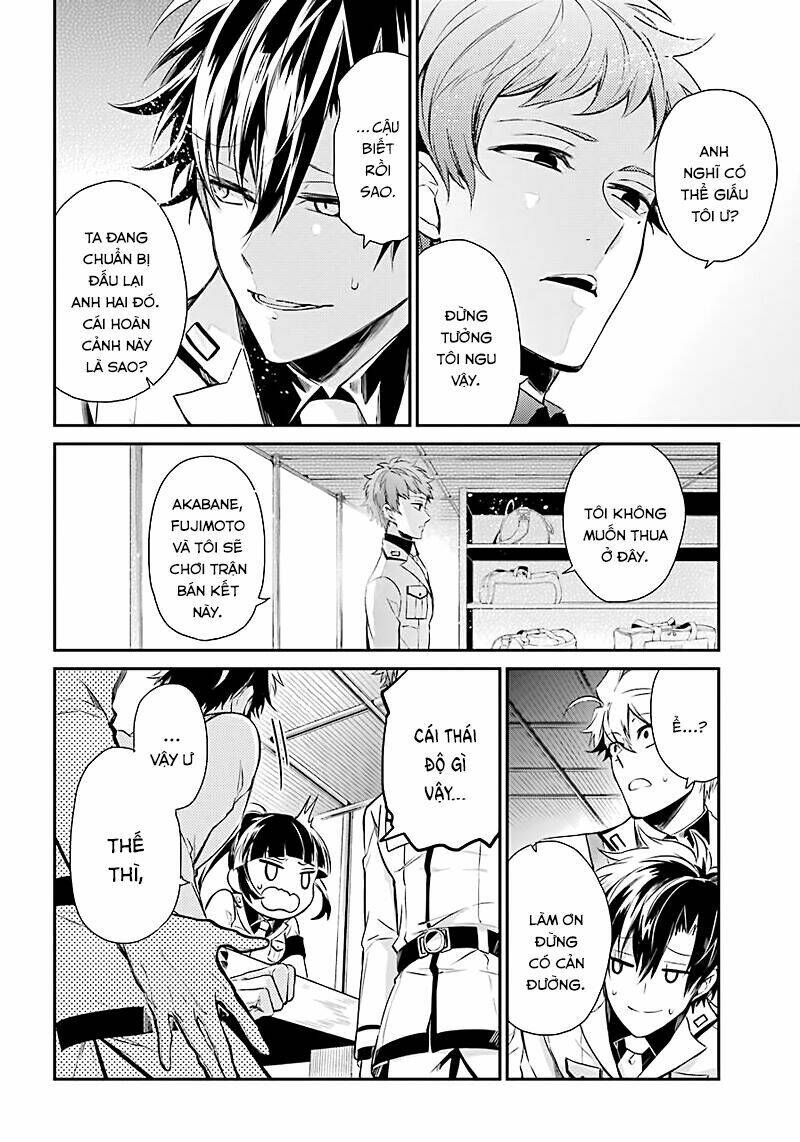 ANH
NGHĨ CÓ
THỂ GIẤU
TÔI Ư?
ĐỪNG
TƯỞNG
TÔI NGU
VẬY.
...CẬU
BIẾT
RỒI
SAO.
TA ĐANG
CHUẨN BỊ
ĐẤU LẠI
ANH HAI ĐÓ.
CÁI HOÀN
CẢNH NÀY
LÀ SAO?
TÔI KHÔNG
MUỐN THUA
Ở ĐÂY.
AKABANE,
FUJIMOTO
VÀ TÔI SẼ
CHƠI TRẬN
BÁN KẾT
NÀY.
Ể...?
LÀM ƠN
ĐỪNG
CÓ CẢN
ĐƯỜNG.
CÁI THÁI
ĐỘ GÌ
VẬY...
...
VẬY Ư
THẾ
THÌ,